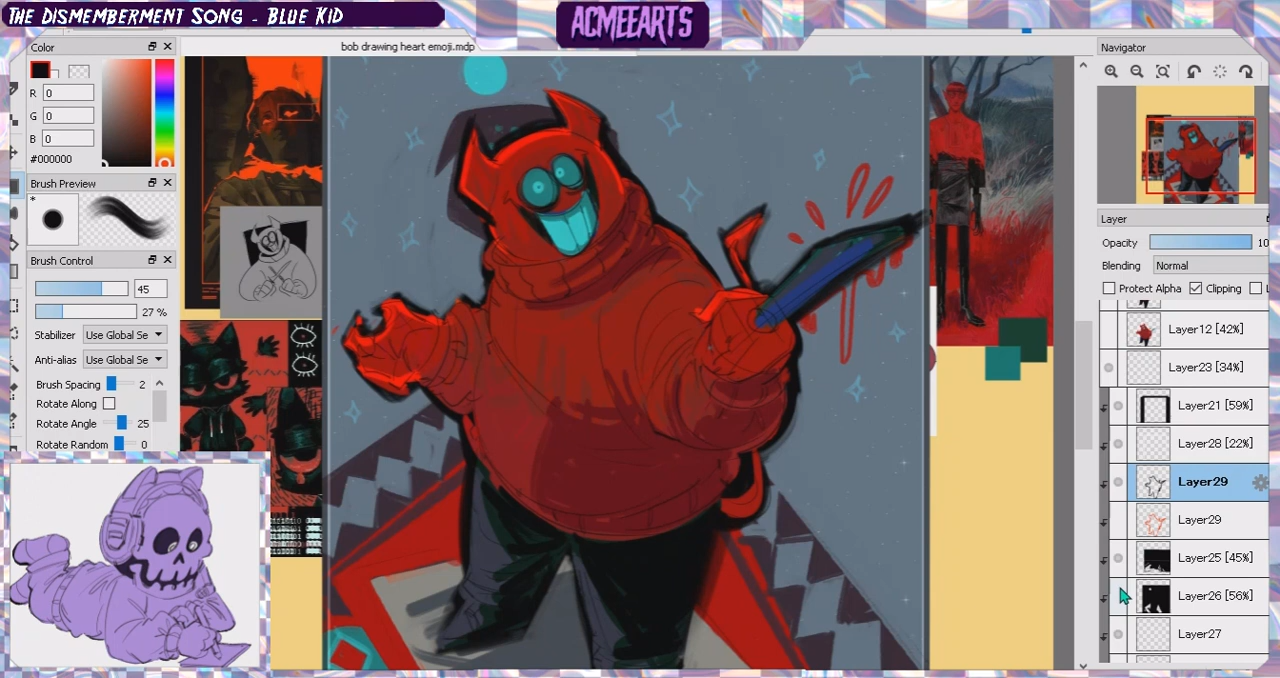 THE DISMEMBERMENT SONG - BLUE KID
ACMEEARTS
Color
bob drawing heart emoji.mdp
Navigator
R 0
G 0
B 0
#000000
Brush Preview
*
Brush Control
45
27 %
Stabilizer Use Global Se
Anti-alias Use Global Se
Brush Spacing 2
Rotate Along
Rotate Angle 25
Rotate Random 0
Layer
Opacity 10
Blending Normal
Protect Alpha Clipping L
Layer12 [42%]
Layer23 [34%]
Layer21 [59%]
Layer28 [22%]
Layer29
Layer29
Layer25 [45%]
Layer26 [56%]
Layer27